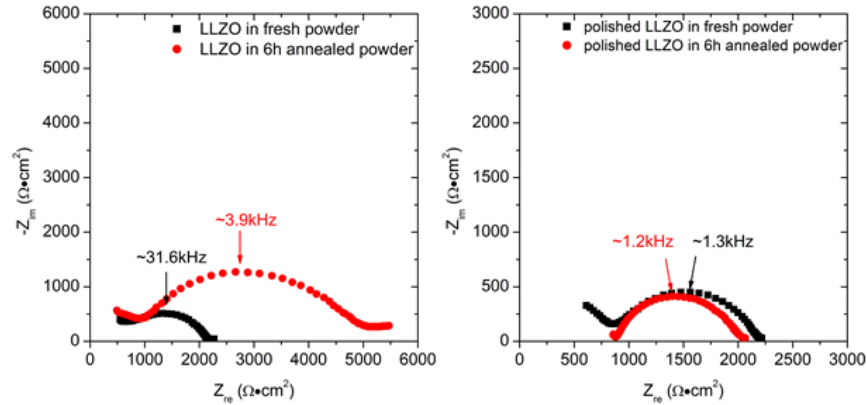 LLZO in fresh powder
LLZO in 6h annealed powder
6000
5000
4000
3000
2000
1000
0
-Z_im (Ω•cm²)
~3.9kHz
~31.6kHz
0 1000 2000 3000 4000 5000 6000
Z_re (Ω•cm²)
polished LLZO in fresh powder
polished LLZO in 6h annealed powder
3000
2500
2000
1500
1000
500
0
-Z_im (Ω•cm²)
~1.2kHz
~1.3kHz
0 500 1000 1500 2000 2500 3000
Z_re (Ω•cm²)